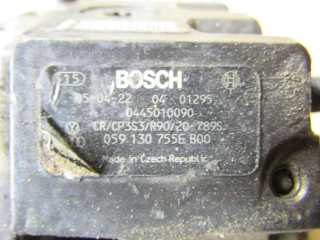 15 BOSCH
05-04-22 04 01295
0445010090
CR/CP3S3/R90/20-789S
059 130 755E B00
Made in Czech Republic